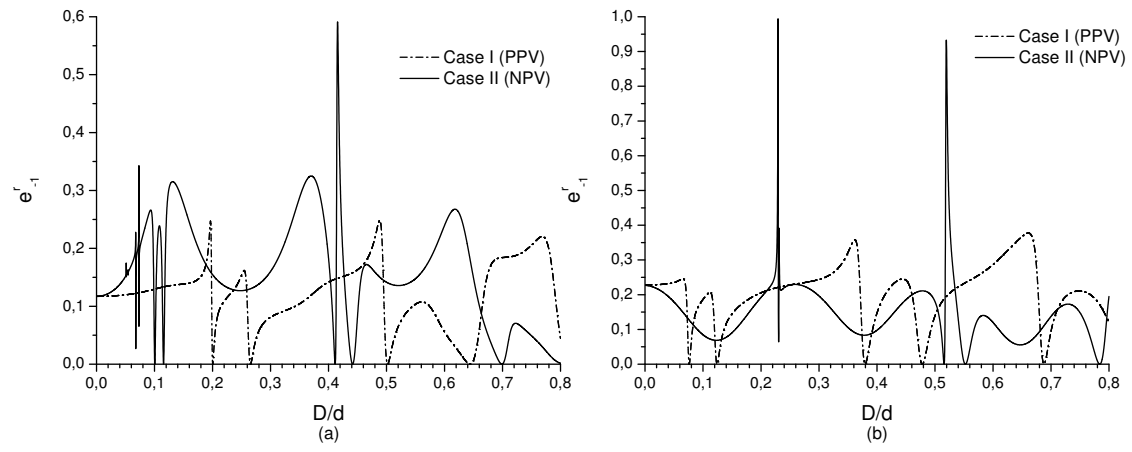 0,6
0,5
0,4
0,3
0,2
0,1
0,0
e^r_-1
Case I (PPV)
Case II (NPV)
0,0 0,1 0,2 0,3 0,4 0,5 0,6 0,7 0,8
D/d
(a)
1,0
0,9
0,8
0,7
0,6
0,5
0,4
0,3
0,2
0,1
0,0
e^r_-1
Case I (PPV)
Case II (NPV)
0,0 0,1 0,2 0,3 0,4 0,5 0,6 0,7 0,8
D/d
(b)